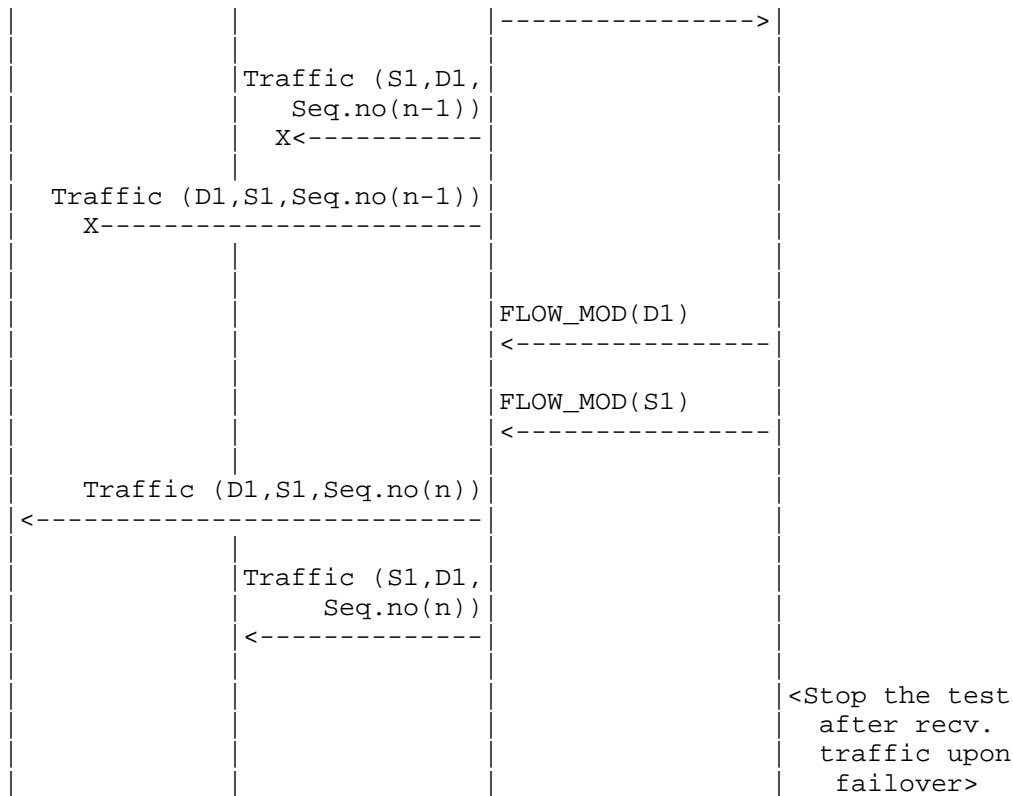 Traffic (S1,D1,
Seq.no(n-1))
X<-----------
Traffic (D1,S1,Seq.no(n-1))
X------------------------
FLOW_MOD(D1)
<----------------
FLOW_MOD(S1)
<----------------
Traffic (D1,S1,Seq.no(n))
<----------------------------
Traffic (S1,D1,
Seq.no(n))
<--------------
<Stop the test
after recv.
traffic upon
failover>